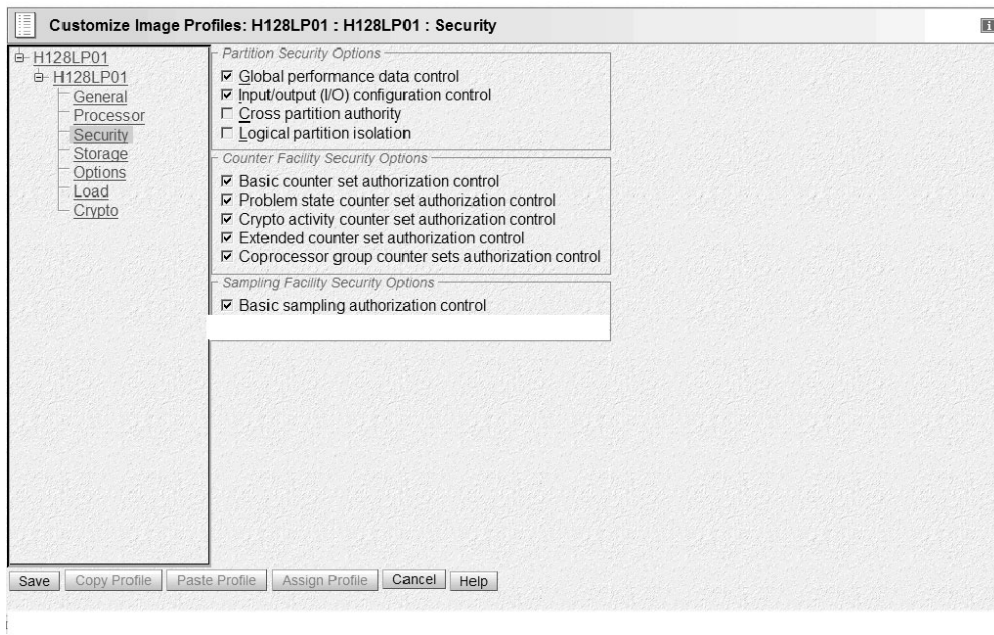 Customize Image Profiles: H128LP01 : H128LP01 : Security
i
H128LP01
H128LP01
General
Processor
Security
Storage
Options
Load
Crypto
Partition Security Options
Global performance data control
Input/output (I/O) configuration control
Cross partition authority
Logical partition isolation
Counter Facility Security Options
Basic counter set authorization control
Problem state counter set authorization control
Crypto activity counter set authorization control
Extended counter set authorization control
Coprocessor group counter sets authorization control
Sampling Facility Security Options
Basic sampling authorization control
Save Copy Profile Paste Profile Assign Profile Cancel Help